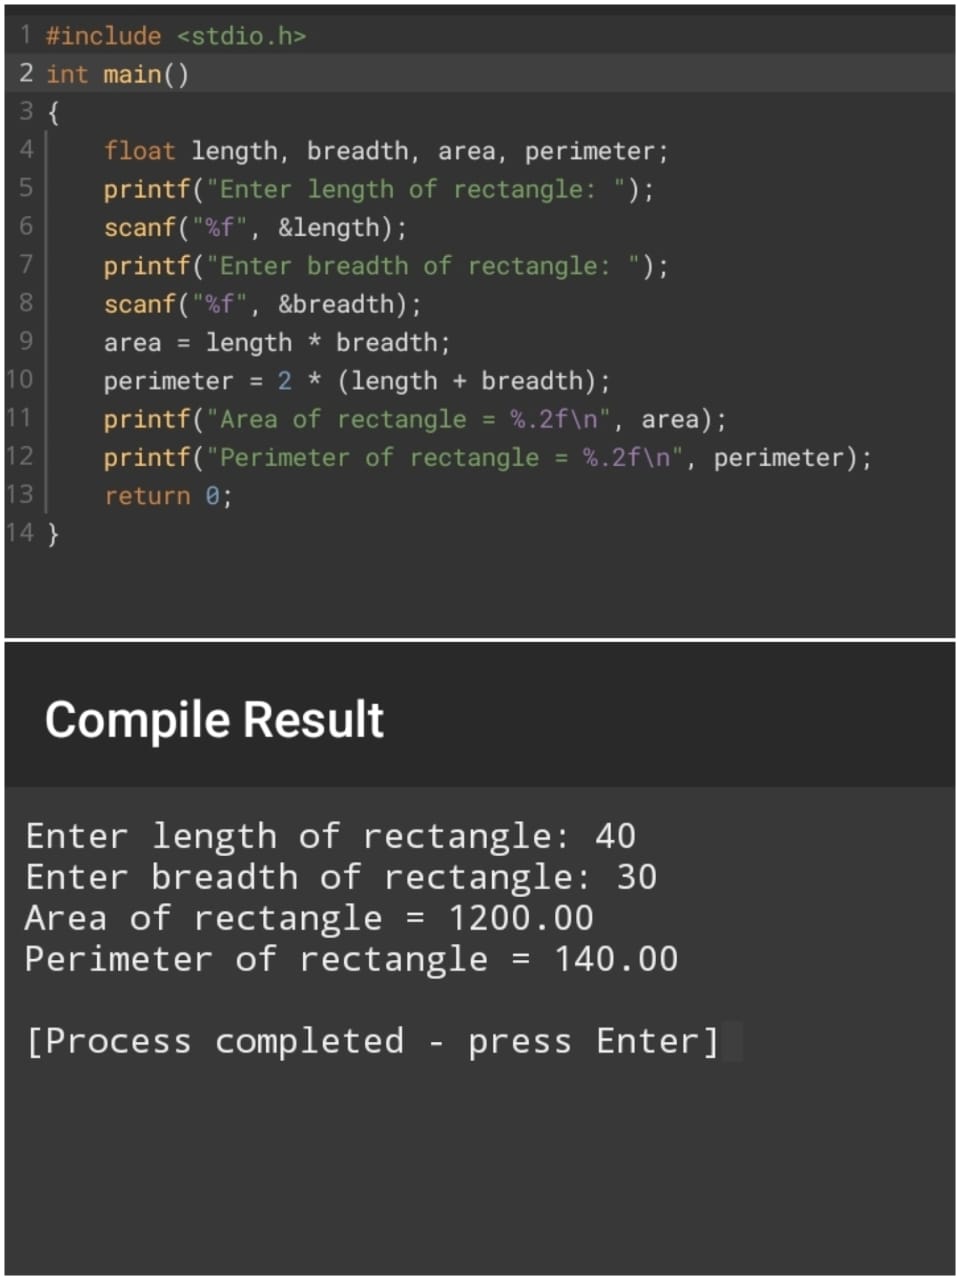 1 #include <stdio.h>
2 int main()
3 {
4     float length, breadth, area, perimeter;
5     printf("Enter length of rectangle: ");
6     scanf("%f", &length);
7     printf("Enter breadth of rectangle: ");
8     scanf("%f", &breadth);
9     area = length * breadth;
10     perimeter = 2 * (length + breadth);
11     printf("Area of rectangle = %.2f\n", area);
12     printf("Perimeter of rectangle = %.2f\n", perimeter);
13     return 0;
14 }
Compile Result
Enter length of rectangle: 40
Enter breadth of rectangle: 30
Area of rectangle = 1200.00
Perimeter of rectangle = 140.00
[Process completed - press Enter]